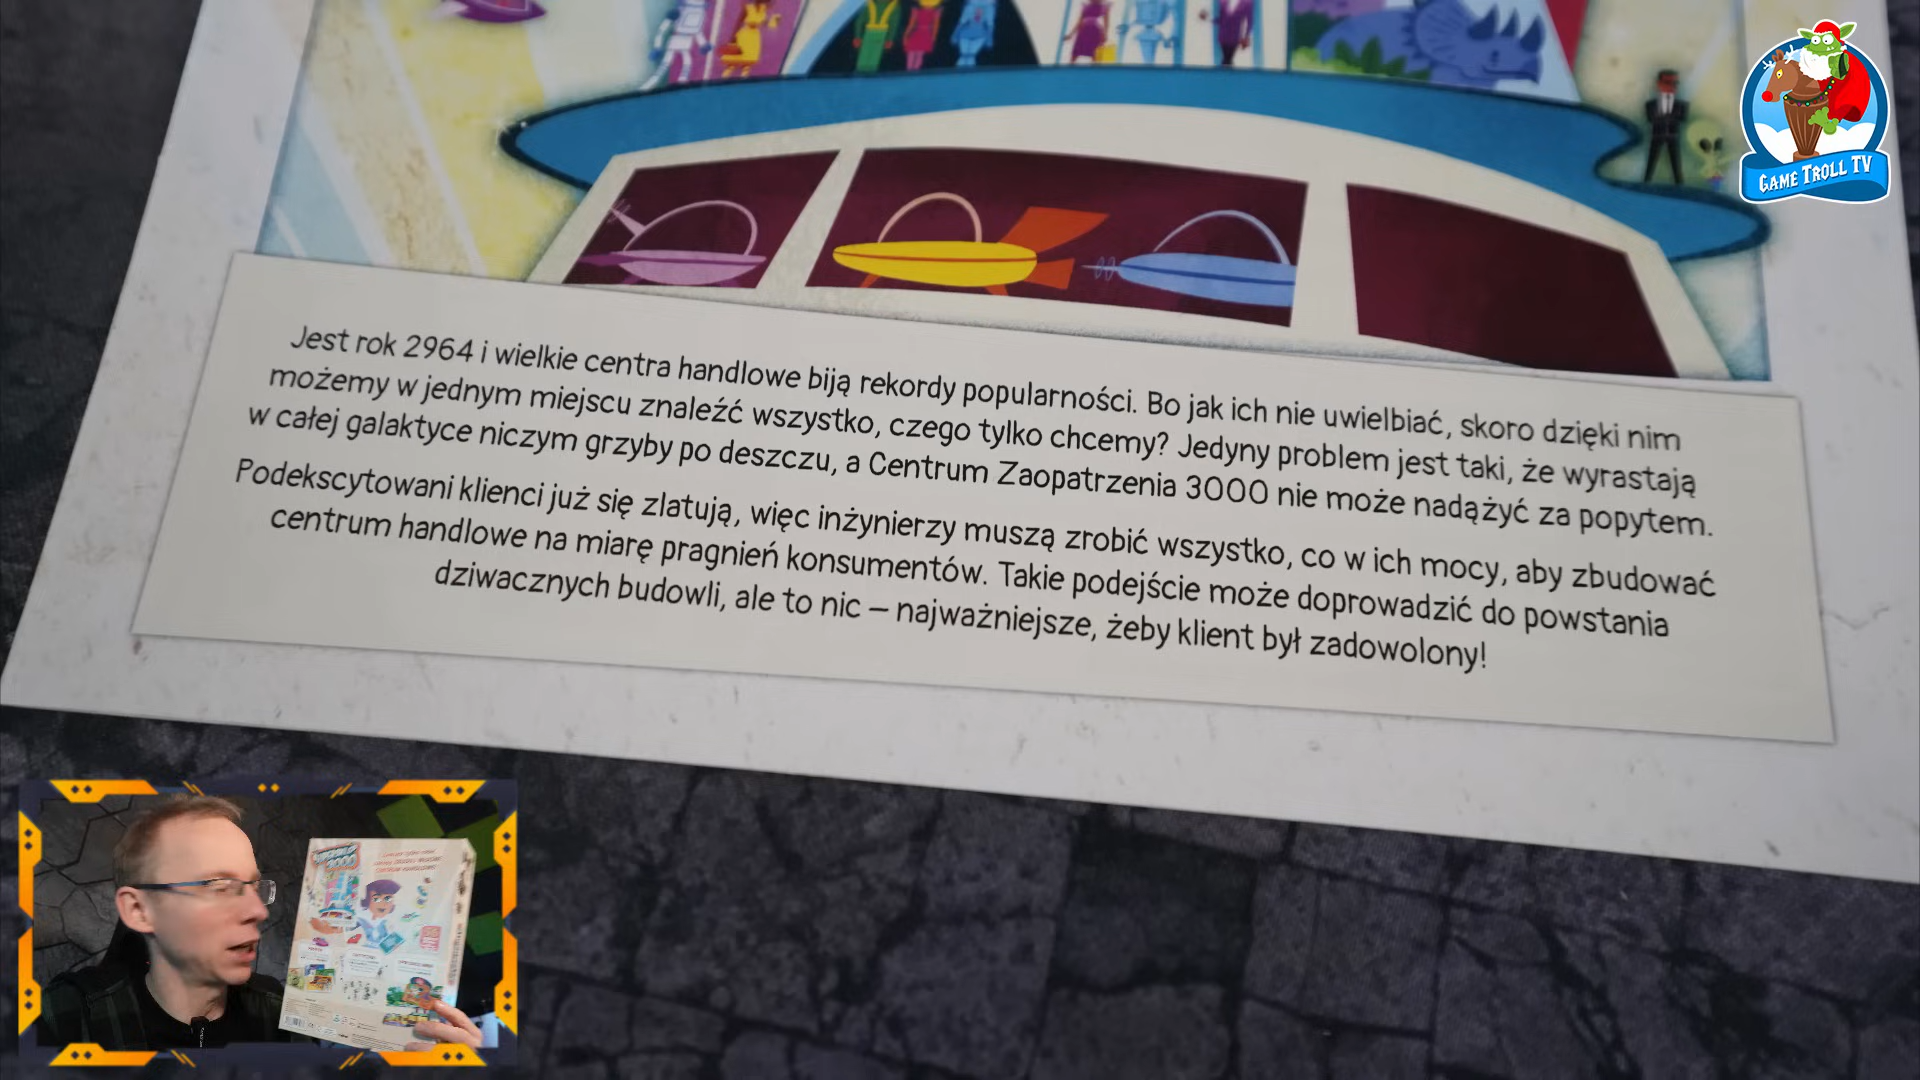 GAME TROLL TV
Jest rok 2964 i wielkie centra handlowe biją rekordy popularności. Bo jak ich nie uwielbiać, skoro dzięki nim
możemy w jednym miejscu znaleźć wszystko, czego tylko chcemy? Jedyny problem jest taki, że wyrastają
w całej galaktyce niczym grzyby po deszczu, a Centrum Zaopatrzenia 3000 nie może nadążyć za popytem.
Podekscytowani klienci już się zlatują, więc inżynierzy muszą zrobić wszystko, co w ich mocy, aby zbudować
centrum handlowe na miarę pragnień konsumentów. Takie podejście może doprowadzić do powstania
dziwacznych budowli, ale to nic – najważniejsze, żeby klient był zadowolony!